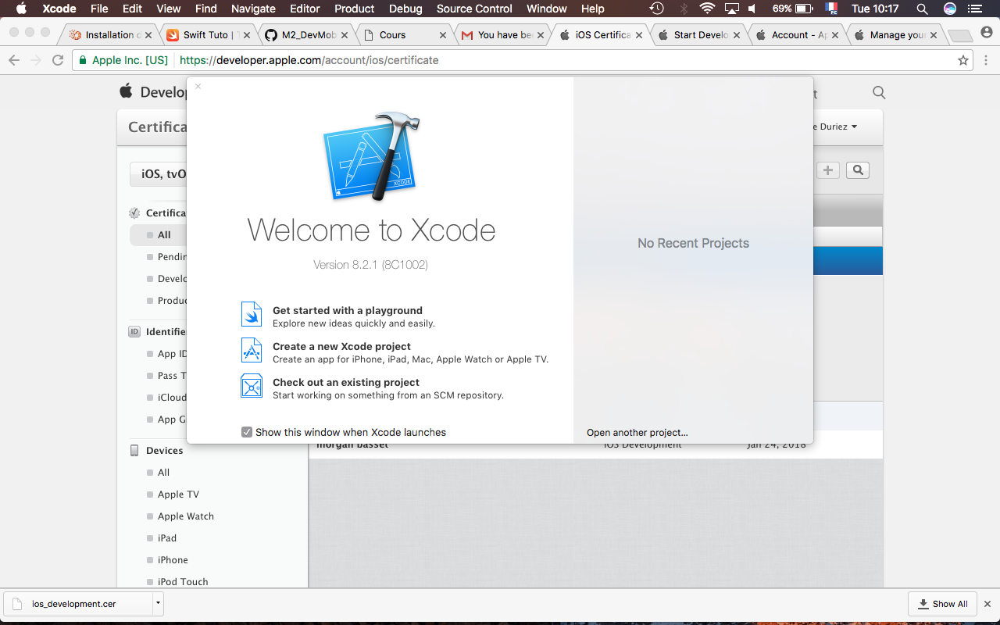 Xcode File Edit View Find Navigate Editor Product Debug Source Control Window Help 69% Tue 10:17
Installation d Swift Tuto | T M2_DevMob Cours You have be iOS Certifica Start Develo Account - Ap Manage your
Apple Inc. [US] https://developer.apple.com/account/ios/certificate
Develo
Certifica
e Duriez
iOS, tvO
Certifica
All
Pendin
Develo
Produc
Identifie
App ID
Pass T
iCloud
App G
Devices
All
Apple TV
Apple Watch
iPad
iPhone
iPod Touch
XCODE
Welcome to Xcode
Version 8.2.1 (8C1002)
Get started with a playground
Explore new ideas quickly and easily.
Create a new Xcode project
Create an app for iPhone, iPad, Mac, Apple Watch or Apple TV.
Check out an existing project
Start working on something from an SCM repository.
Show this window when Xcode launches
No Recent Projects
Open another project...
morgan basset iOS Development Jan 24, 2018
ios_development.cer Show All